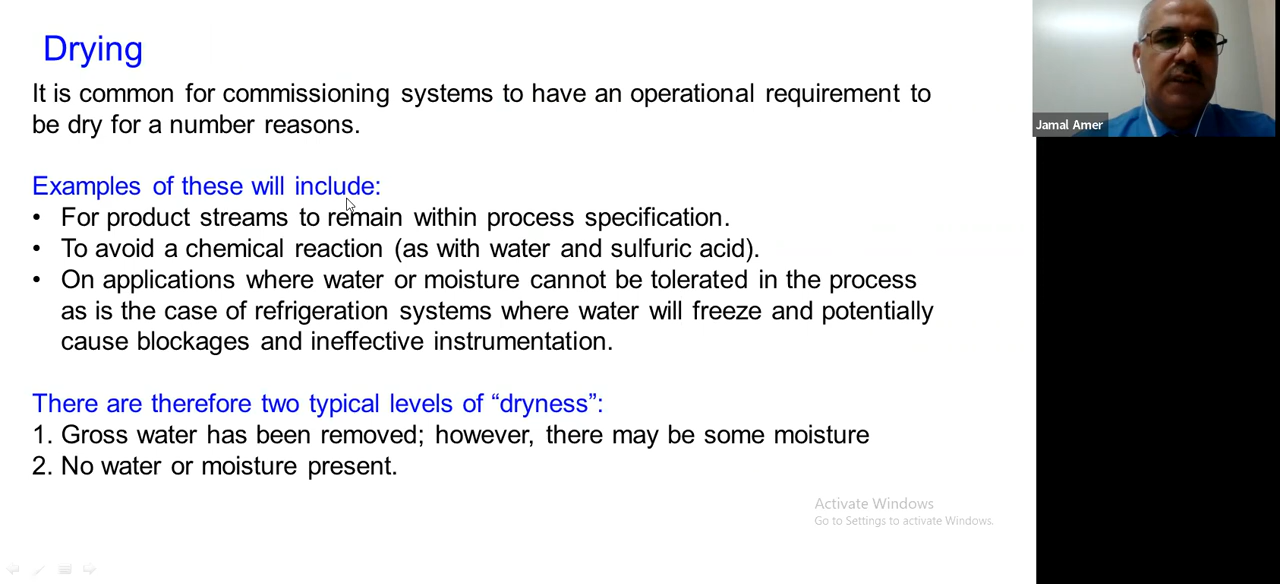 Drying
It is common for commissioning systems to have an operational requirement to
be dry for a number reasons.
Examples of these will include:
• For product streams to remain within process specification.
• To avoid a chemical reaction (as with water and sulfuric acid).
• On applications where water or moisture cannot be tolerated in the process
as is the case of refrigeration systems where water will freeze and potentially
cause blockages and ineffective instrumentation.
There are therefore two typical levels of “dryness”:
1. Gross water has been removed; however, there may be some moisture
2. No water or moisture present.
Activate Windows
Go to Settings to activate Windows.
Jamal Amer